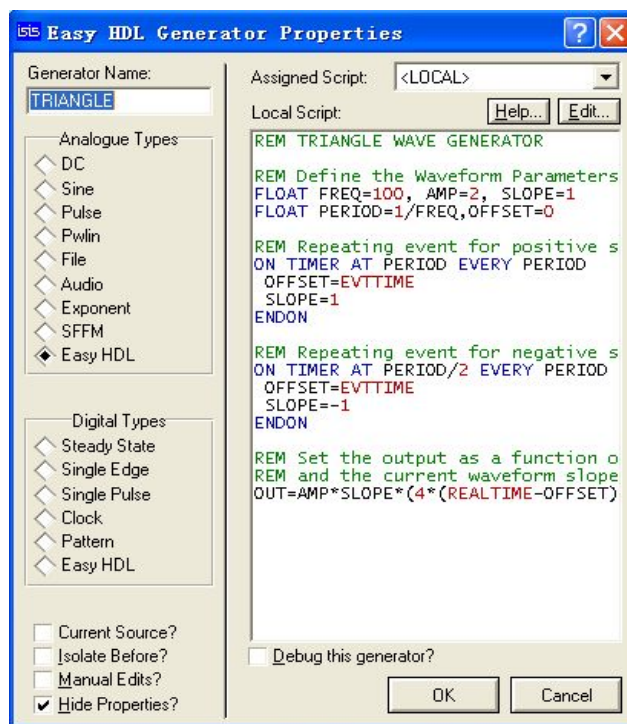 isis Easy HDL Generator Properties
Generator Name:
TRIANGLE
Analogue Types
DC
Sine
Pulse
Pwlin
File
Audio
Exponent
SFFM
Easy HDL
Digital Types
Steady State
Single Edge
Single Pulse
Clock
Pattern
Easy HDL
Current Source?
Isolate Before?
Manual Edits?
Hide Properties?
Assigned Script: <LOCAL>
Local Script: Help... Edit...
REM TRIANGLE WAVE GENERATOR
REM Define the Waveform Parameters
FLOAT FREQ=100, AMP=2, SLOPE=1
FLOAT PERIOD=1/FREQ,OFFSET=0
REM Repeating event for positive s
ON TIMER AT PERIOD EVERY PERIOD
OFFSET=EVTTIME
SLOPE=1
ENDON
REM Repeating event for negative s
ON TIMER AT PERIOD/2 EVERY PERIOD
OFFSET=EVTTIME
SLOPE=-1
ENDON
REM Set the output as a function o
REM and the current waveform slope
OUT=AMP*SLOPE*(4*(REALTIME-OFFSET)
Debug this generator?
OK Cancel